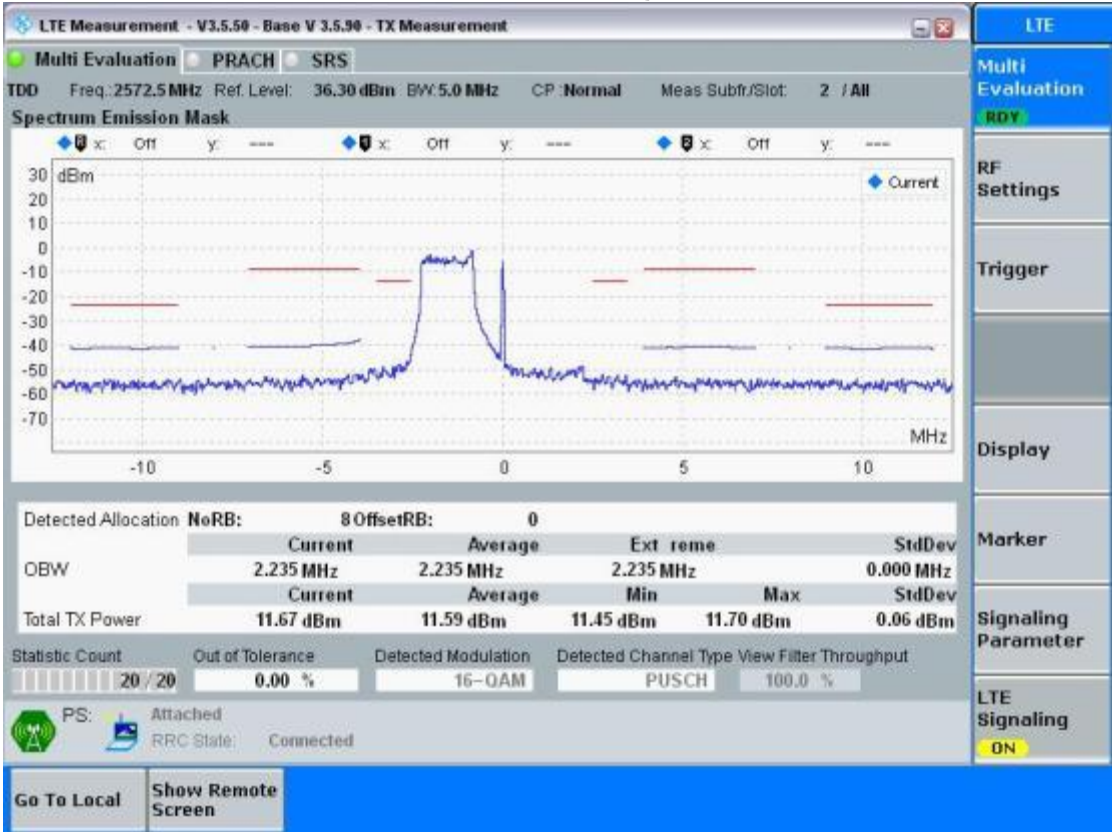 LTE Measurement - V3.5.50 - Base V 3.5.90 - TX Measurement
LTE
Multi Evaluation PRACH SRS
TDD Freq.:2572.5 MHz Ref. Level: 36.30 dBm BW: 5.0 MHz CP :Normal Meas Subfr./Slot: 2 / All
Spectrum Emission Mask
x: Off y: --- x: Off y: --- x: Off y: ---
30 dBm
Current
20
10
0
-10
-20
-30
-40
-50
-60
-70
MHz
-10 -5 0 5 10
Detected Allocation NoRB: 8 OffsetRB: 0
Current Average Ext reme StdDev
OBW 2.235 MHz 2.235 MHz 2.235 MHz 0.000 MHz
Current Average Min Max StdDev
Total TX Power 11.67 dBm 11.59 dBm 11.45 dBm 11.70 dBm 0.06 dBm
Statistic Count Out of Tolerance Detected Modulation Detected Channel Type View Filter Throughput
20 / 20 0.00 % 16-QAM PUSCH 100.0 %
PS: Attached
RRC State: Connected
Multi
Evaluation
RDY
RF
Settings
Trigger
Display
Marker
Signaling
Parameter
LTE
Signaling
ON
Go To Local
Show Remote
Screen